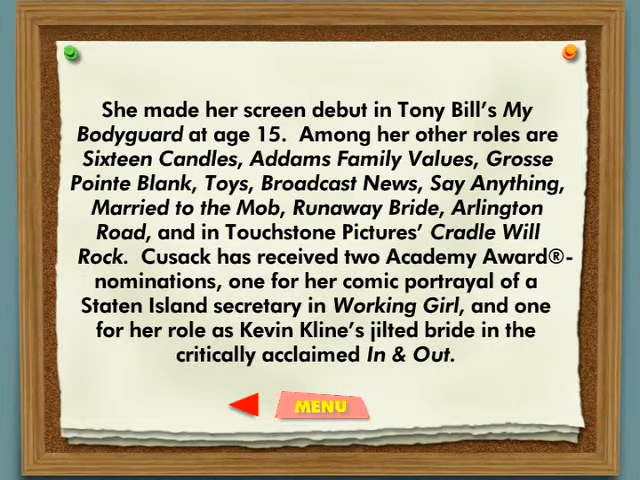 She made her screen debut in Tony Bill's My
Bodyguard at age 15.  Among her other roles are
Sixteen Candles, Addams Family Values, Grosse
Pointe Blank, Toys, Broadcast News, Say Anything,
Married to the Mob, Runaway Bride, Arlington
Road, and in Touchstone Pictures' Cradle Will
Rock.  Cusack has received two Academy Award®-
nominations, one for her comic portrayal of a
Staten Island secretary in Working Girl, and one
for her role as Kevin Kline's jilted bride in the
critically acclaimed In & Out.
MENU